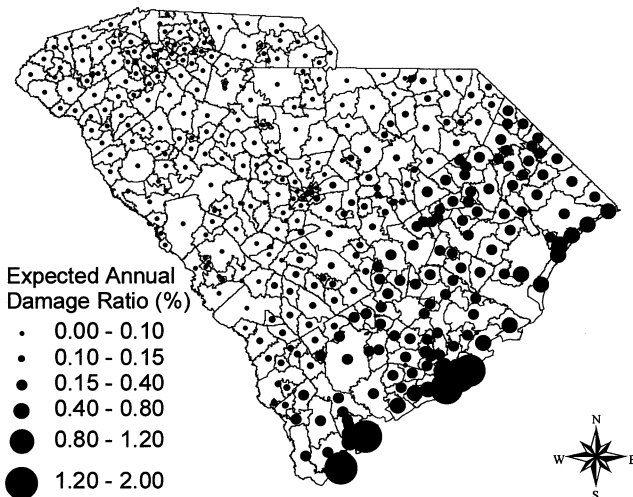 Expected Annual
Damage Ratio (%)
0.00 - 0.10
0.10 - 0.15
0.15 - 0.40
0.40 - 0.80
0.80 - 1.20
1.20 - 2.00
N
W E
S